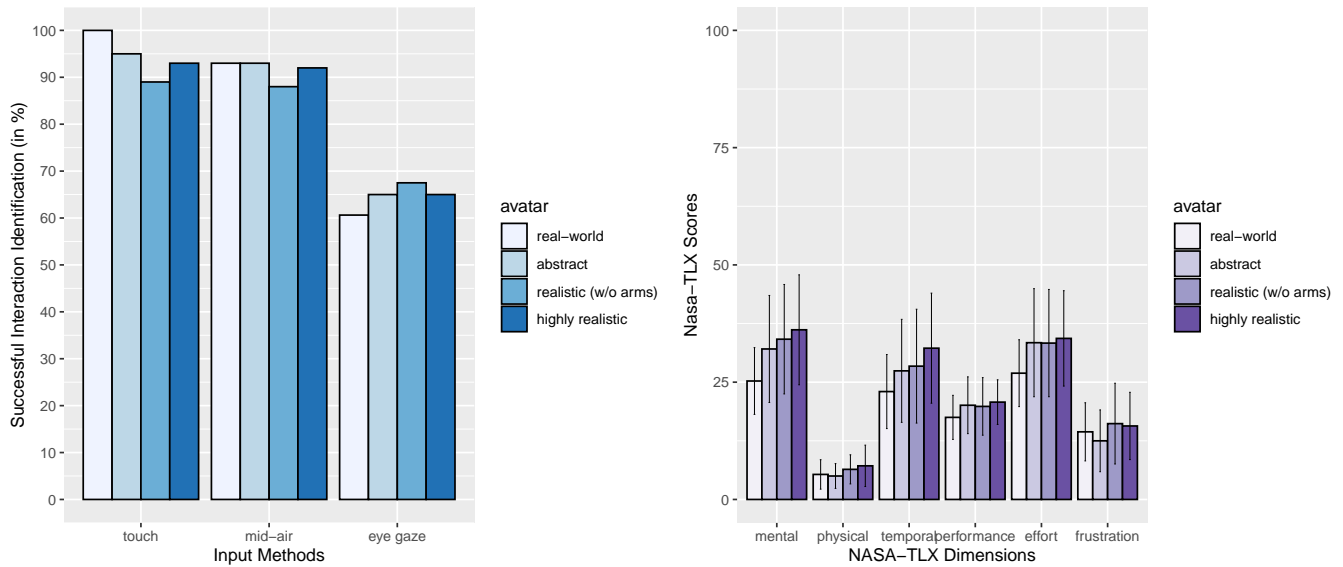 Successful Interaction Identification (in %)
100
90
80
70
60
50
40
30
20
10
0
touch mid−air eye gaze
Input Methods
avatar
real−world
abstract
realistic (w/o arms)
highly realistic
Nasa−TLX Scores
100
75
50
25
0
mental physical temporal performance effort frustration
NASA−TLX Dimensions
avatar
real−world
abstract
realistic (w/o arms)
highly realistic